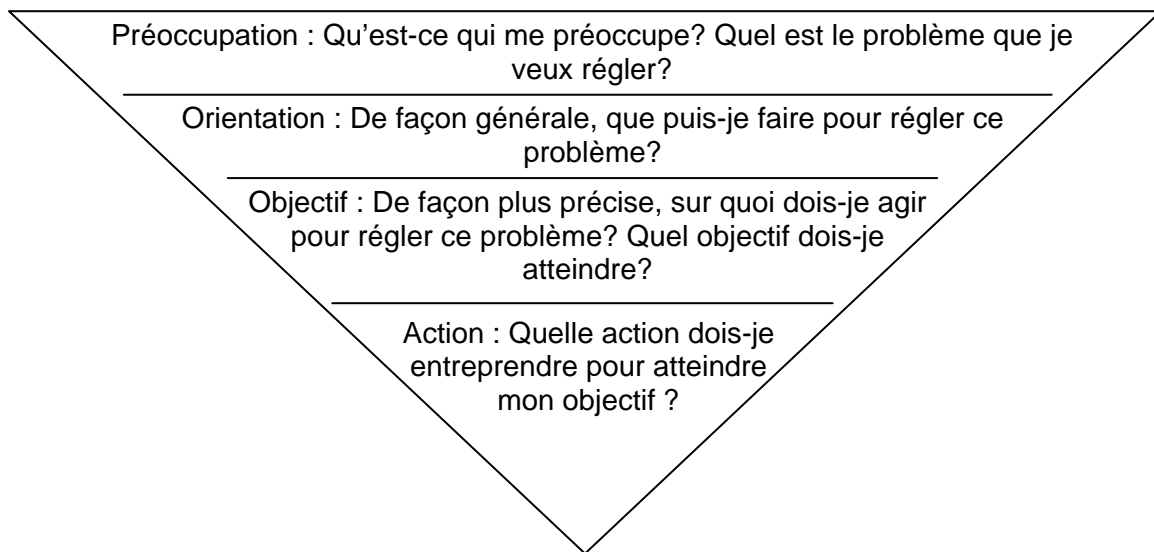 Préoccupation : Qu’est-ce qui me préoccupe? Quel est le problème que je
veux régler?
Orientation : De façon générale, que puis-je faire pour régler ce
problème?
Objectif : De façon plus précise, sur quoi dois-je agir
pour régler ce problème? Quel objectif dois-je
atteindre?
Action : Quelle action dois-je
entreprendre pour atteindre
mon objectif ?